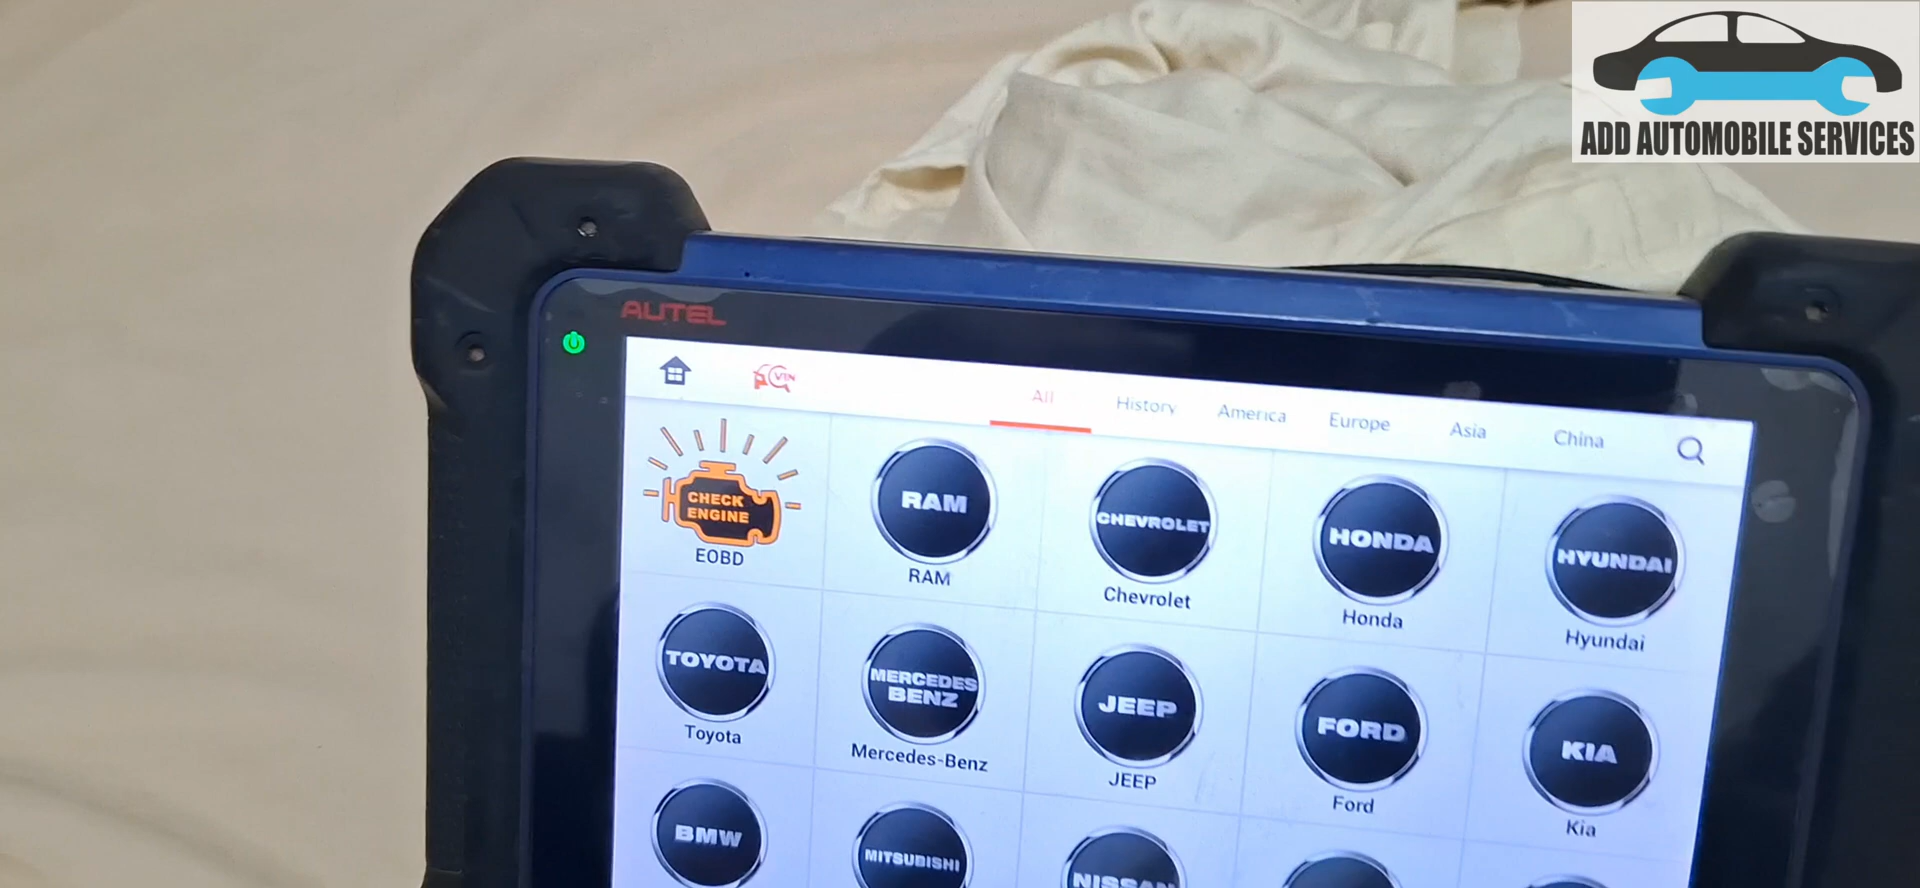 ADD AUTOMOBILE SERVICES
AUTEL
VIN
All
History
America
Europe
Asia
China
CHECK
ENGINE
EOBD
RAM
RAM
CHEVROLET
Chevrolet
HONDA
Honda
HYUNDAI
Hyundai
TOYOTA
Toyota
MERCEDES
BENZ
Mercedes-Benz
JEEP
JEEP
FORD
Ford
KIA
Kia
BMW
MITSUBISHI
NISSAN